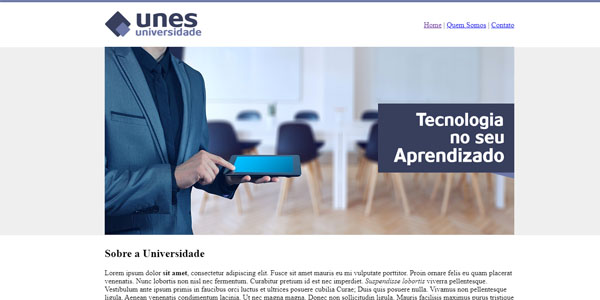 unes
universidade
Home | Quem Somos | Contato
Tecnologia
no seu
Aprendizado
Sobre a Universidade
Lorem ipsum dolor sit amet, consectetur adipiscing elit. Fusce sit amet mauris eu mi vulputate porttitor. Proin ornare felis eu quam placerat
venenatis. Nunc lobortis non nisl nec fermentum. Curabitur pretium id est nec imperdiet. Suspendisse lobortis viverra pellentesque.
Vestibulum ante ipsum primis in faucibus orci luctus et ultrices posuere cubilia Curae; Duis quis posuere nulla. Vivamus non pellentesque
ligula. Aenean venenatis condimentum lacinia. Ut nec magna magna. Donec non sollicitudin ligula. Mauris facilisis maximus purus tristique